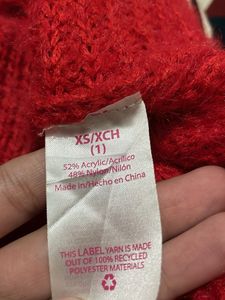 XS/XCH
(1)
52% Acrylic/Acrílico
48% Nylon/Nilón
Made in/Hecho en China
THIS LABEL YARN IS MADE
OUT OF 100% RECYCLED
POLYESTER MATERIALS